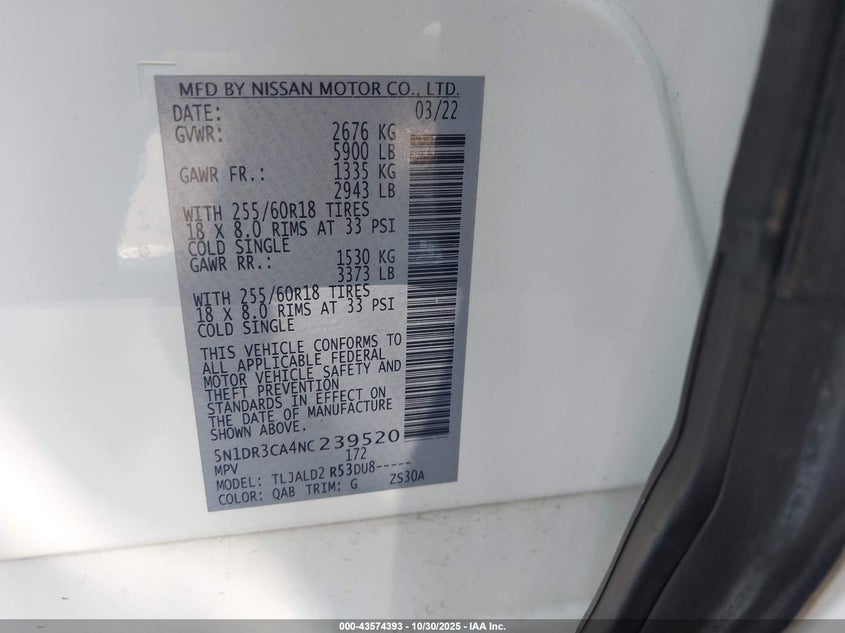 MFD BY NISSAN MOTOR CO., LTD.
DATE: 03/22
GVWR: 2676 KG
5900 LB
GAWR FR.: 1335 KG
2943 LB
WITH 255/60R18 TIRES
18 X 8.0 RIMS AT 33 PSI
COLD SINGLE
GAWR RR.: 1530 KG
3373 LB
WITH 255/60R18 TIRES
18 X 8.0 RIMS AT 33 PSI
COLD SINGLE
THIS VEHICLE CONFORMS TO
ALL APPLICABLE FEDERAL
MOTOR VEHICLE SAFETY AND
THEFT PREVENTION
STANDARDS IN EFFECT ON
THE DATE OF MANUFACTURE
SHOWN ABOVE.
5N1DR3CA4NC239520
MPV 172
MODEL: TLJALD2 R53DU8-----
COLOR: QAB TRIM: G ZS30A
000-43574393 - 10/30/2025 - IAA Inc.